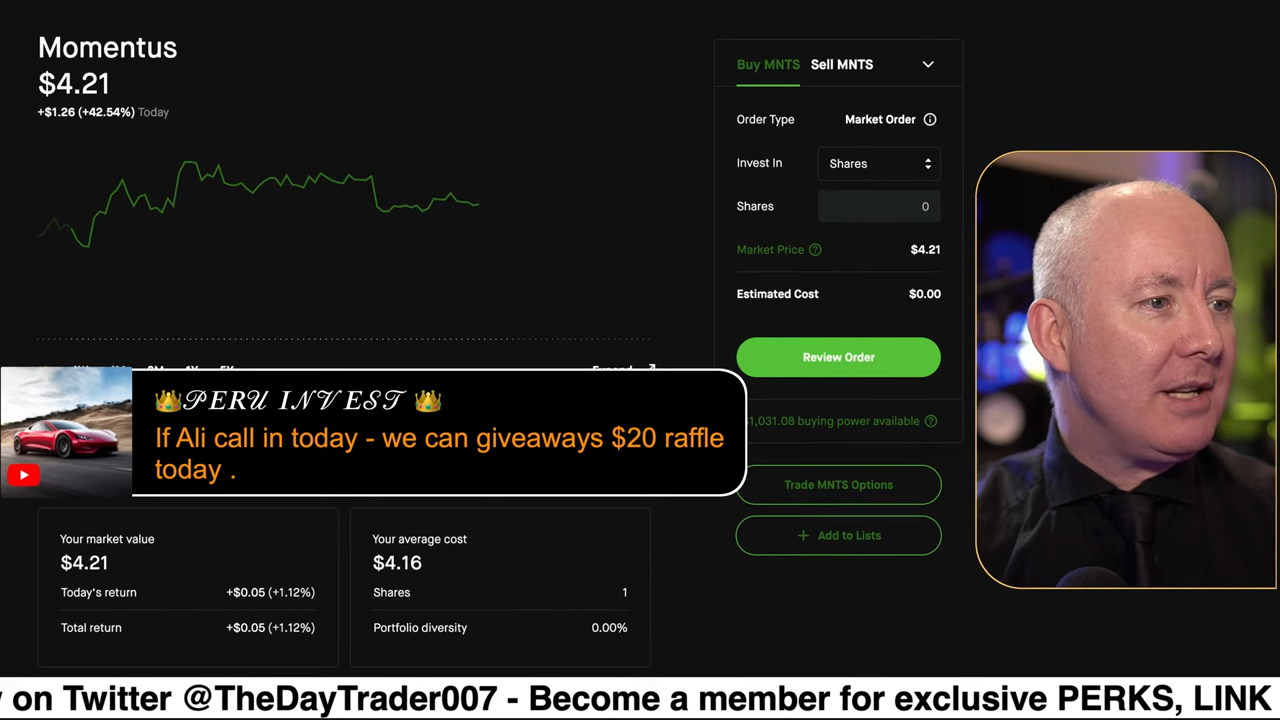 Momentus
$4.21
+$1.26 (+42.54%) Today
Buy MNTS Sell MNTS
Order Type Market Order
Invest In Shares
Shares 0
Market Price $4.21
Estimated Cost $0.00
Review Order
Expand
👑𝒫𝐸𝑅𝒰 𝐼𝒩𝒱𝐸𝒮𝒯 👑
If Ali call in today - we can giveaways $20 raffle
today .
1,031.08 buying power available
Trade MNTS Options
+ Add to Lists
Your market value
$4.21
Today's return +$0.05 (+1.12%)
Total return +$0.05 (+1.12%)
Your average cost
$4.16
Shares 1
Portfolio diversity 0.00%
on Twitter @TheDayTrader007 - Become a member for exclusive PERKS, LINK